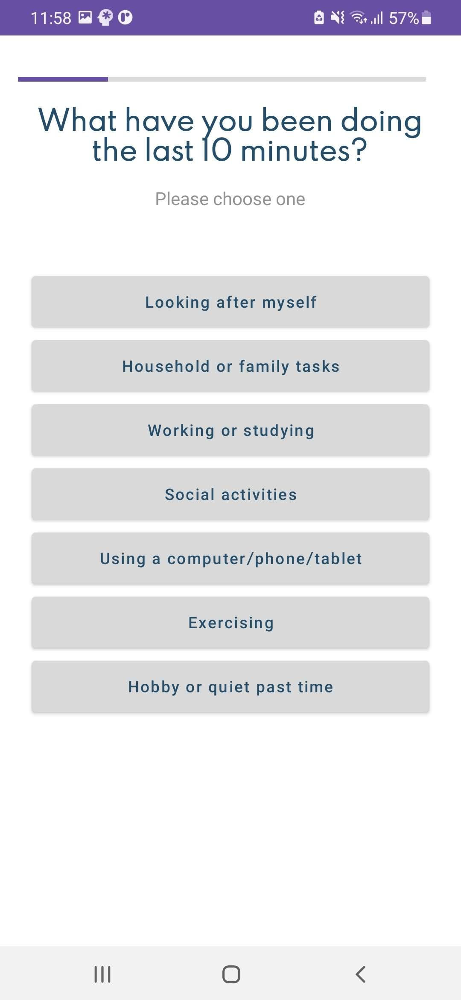 11:58
57%
What have you been doing
the last 10 minutes?
Please choose one
Looking after myself
Household or family tasks
Working or studying
Social activities
Using a computer/phone/tablet
Exercising
Hobby or quiet past time